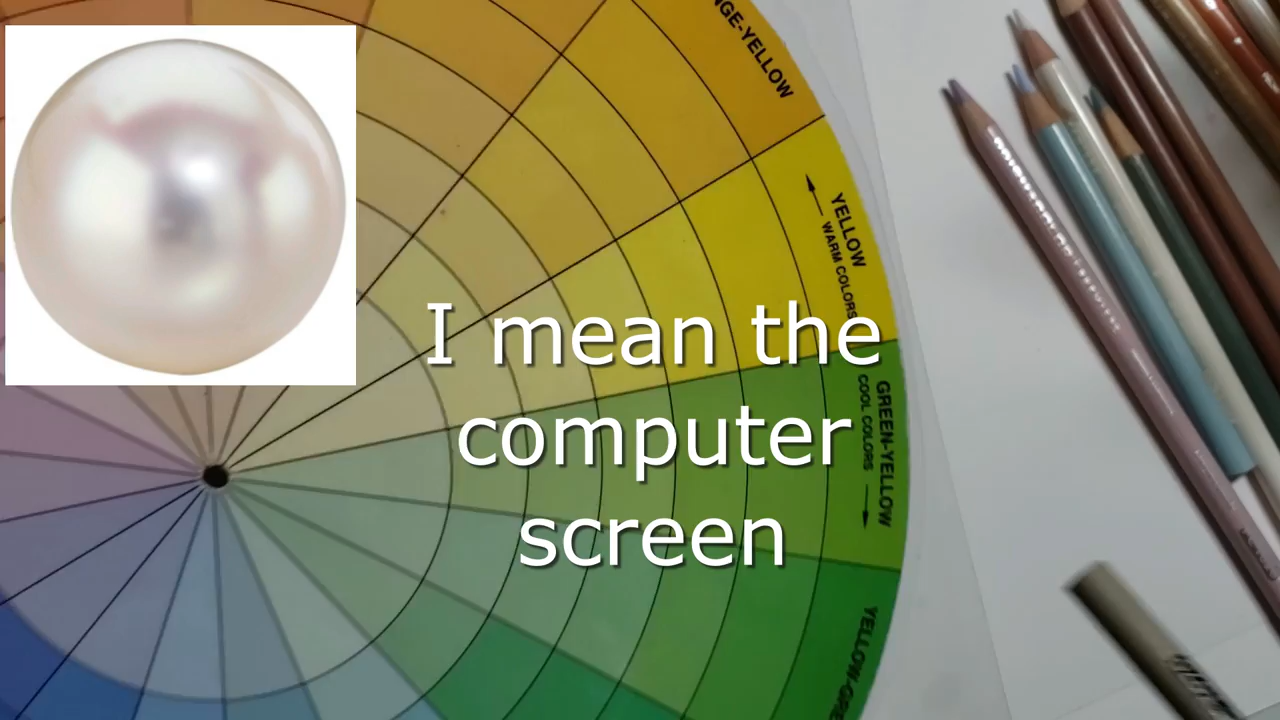 NGE-YELLOW
YELLOW
WARM COLORS
I mean the
computer
screen
GREEN-YELLOW
COOL COLORS
YELLOW-GRE